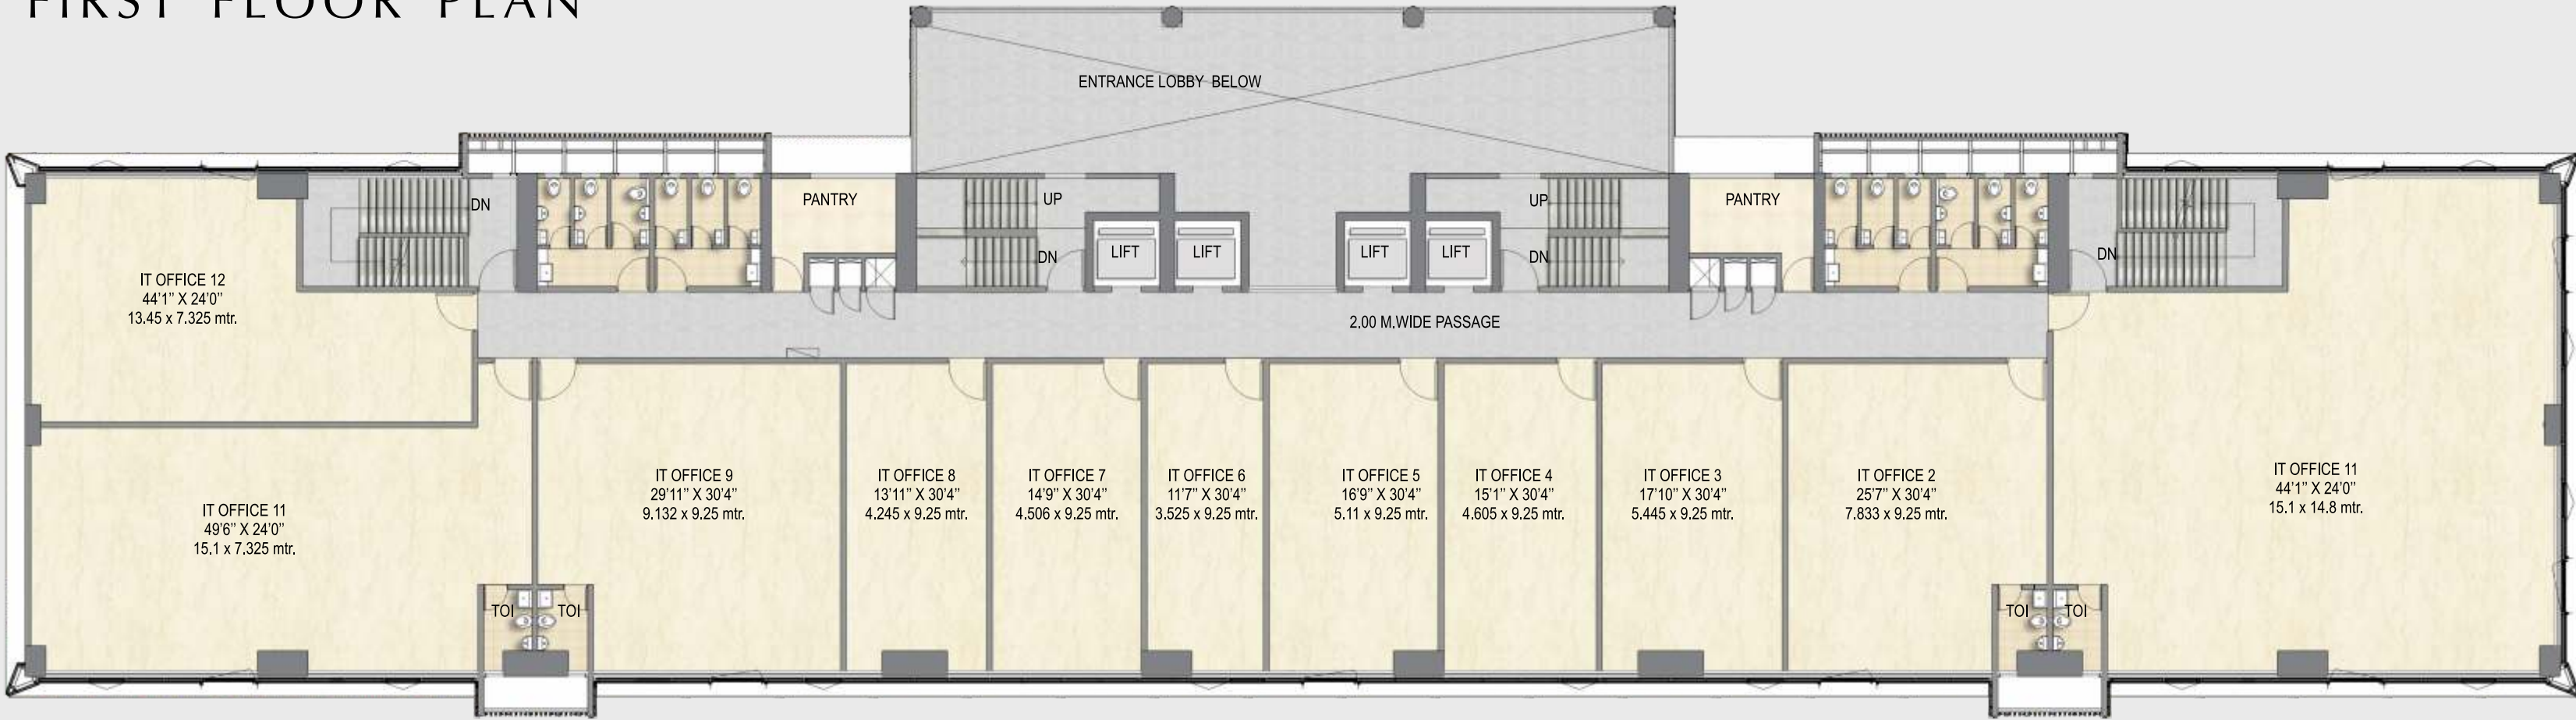 FIRST FLOOR PLAN
ENTRANCE LOBBY BELOW
DN
PANTRY
UP
DN
LIFT
LIFT
LIFT
LIFT
UP
DN
PANTRY
DN
2.00 M.WIDE PASSAGE
IT OFFICE 12
44'1" X 24'0"
13.45 x 7.325 mtr.
IT OFFICE 11
49'6" X 24'0"
15.1 x 7.325 mtr.
TOI
TOI
IT OFFICE 9
29'11" X 30'4"
9.132 x 9.25 mtr.
IT OFFICE 8
13'11" X 30'4"
4.245 x 9.25 mtr.
IT OFFICE 7
14'9" X 30'4"
4.506 x 9.25 mtr.
IT OFFICE 6
11'7" X 30'4"
3.525 x 9.25 mtr.
IT OFFICE 5
16'9" X 30'4"
5.11 x 9.25 mtr.
IT OFFICE 4
15'1" X 30'4"
4.605 x 9.25 mtr.
IT OFFICE 3
17'10" X 30'4"
5.445 x 9.25 mtr.
IT OFFICE 2
25'7" X 30'4"
7.833 x 9.25 mtr.
TOI
TOI
IT OFFICE 11
44'1" X 24'0"
15.1 x 14.8 mtr.